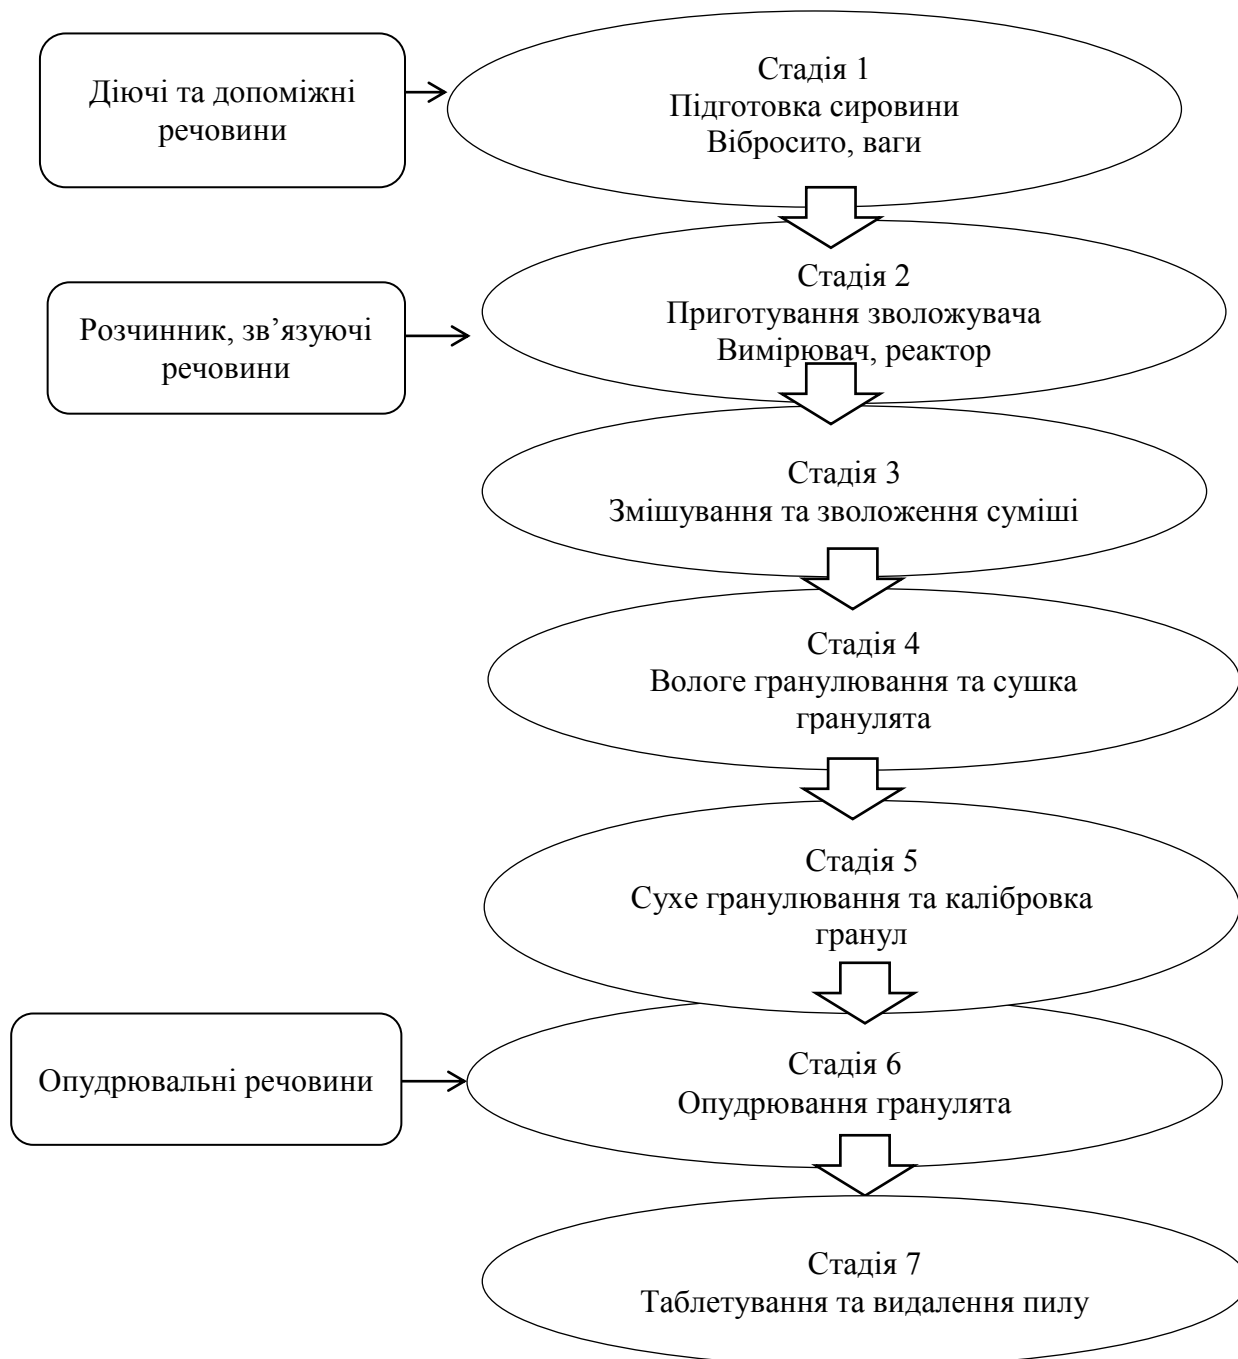 Діючі та допоміжні
речовини
Стадія 1
Підготовка сировини
Вібросито, ваги
Розчинник, зв’язуючі
речовини
Стадія 2
Приготування зволожувача
Вимірювач, реактор
Стадія 3
Змішування та зволоження суміші
Стадія 4
Вологе гранулювання та сушка
гранулята
Стадія 5
Сухе гранулювання та калібровка
гранул
Опудрювальні речовини
Стадія 6
Опудрювання гранулята
Стадія 7
Таблетування та видалення пилу